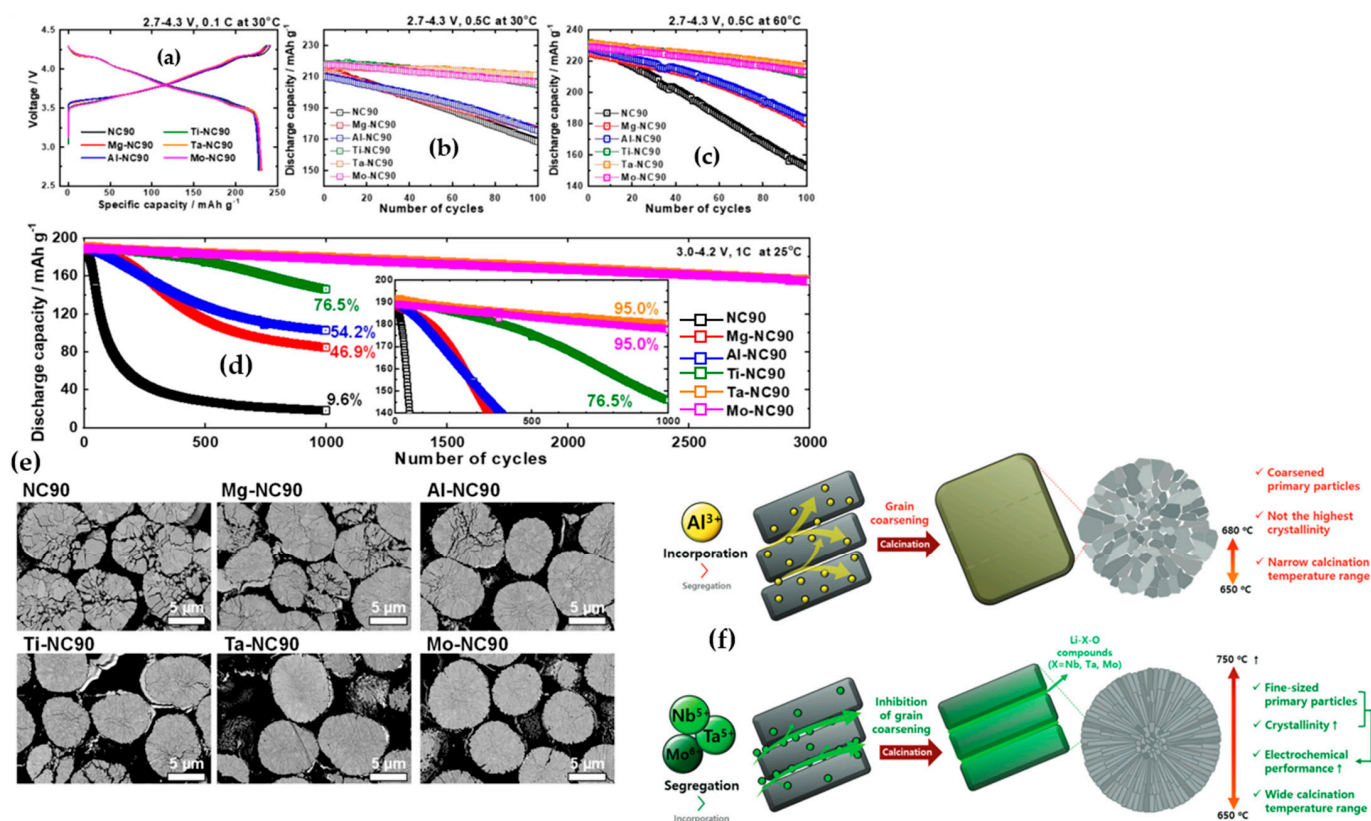 2.7-4.3 V, 0.1 C at 30°C
(a)
Voltage / V
4.5
4.0
3.5
3.0
2.5
NC90
Mg-NC90
Al-NC90
Ti-NC90
Ta-NC90
Mo-NC90
0 50 100 150 200 250
Specific capacity / mAh g-1
2.7-4.3 V, 0.5C at 30°C
Discharge capacity / mAh g-1
230
210
190
170
150
NC90
Mg-NC90
Al-NC90
Ti-NC90
Ta-NC90
Mo-NC90
(b)
0 20 40 60 80 100
Number of cycles
2.7-4.3 V, 0.5C at 60°C
Discharge capacity / mAh g-1
240
220
200
180
160
140
NC90
Mg-NC90
Al-NC90
Ti-NC90
Ta-NC90
Mo-NC90
(c)
0 20 40 60 80 100
Number of cycles
3.0-4.2 V, 1C at 25°C
Discharge capacity / mAh g-1
200
160
120
80
40
0
76.5%
54.2%
46.9%
9.6%
(d)
200
190
180
170
160
150
140
95.0%
95.0%
76.5%
0 500 1000
NC90
Mg-NC90
Al-NC90
Ti-NC90
Ta-NC90
Mo-NC90
0 500 1000 1500 2000 2500 3000
Number of cycles
(e)
NC90
5 μm
Mg-NC90
5 μm
Al-NC90
5 μm
Ti-NC90
5 μm
Ta-NC90
5 μm
Mo-NC90
5 μm
Al3+
Incorporation
>
Segregation
Grain
coarsening
Calcination
680 ºC
650 ºC
✓ Coarsened
primary particles
✓ Not the highest
crystallinity
✓ Narrow calcination
temperature range
(f)
Nb5+
Ta5+
Mo6+
Segregation
>
Incorporation
Inhibition of
grain
coarsening
Calcination
Li-X-O
compounds
(X=Nb, Ta, Mo)
750 ºC ↑
650 ºC
✓ Fine-sized
primary particles
✓ Crystallinity ↑
✓ Electrochemical
performance ↑
✓ Wide calcination
temperature range